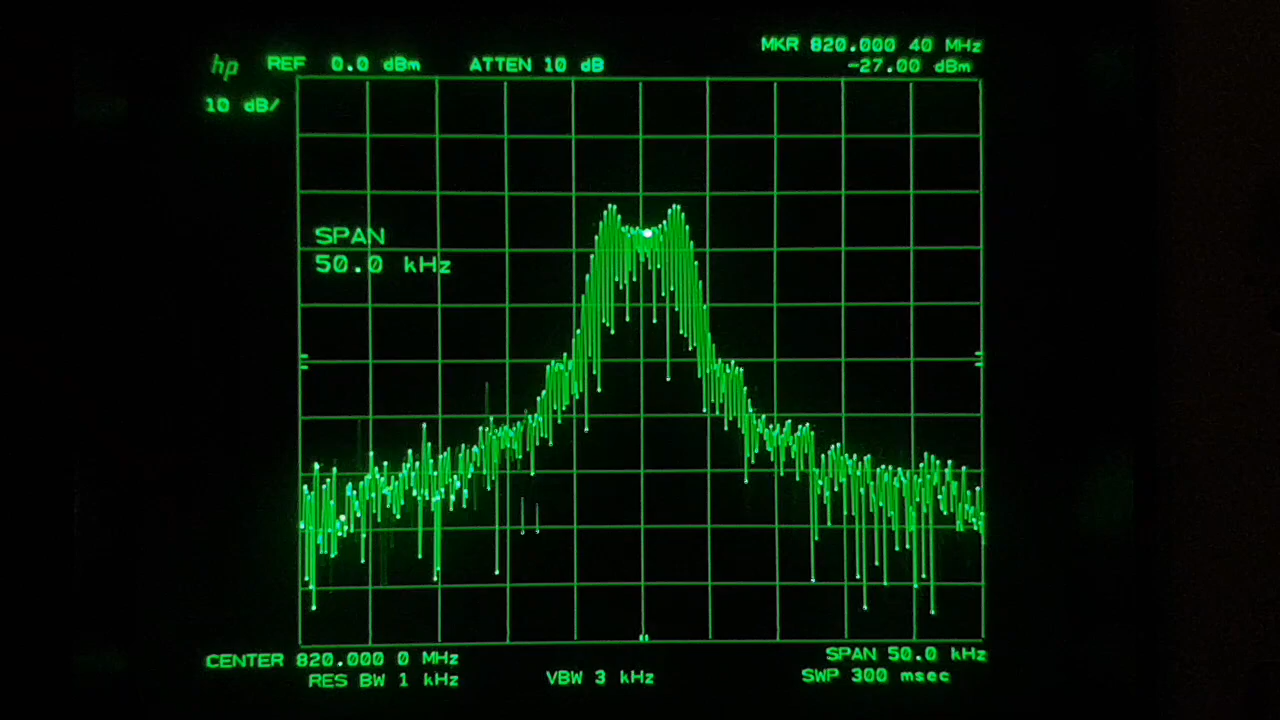 MKR 820.000 40 MHz
hp REF 0.0 dBm ATTEN 10 dB -27.00 dBm
10 dB/
SPAN
50.0 kHz
CENTER 820.000 0 MHz SPAN 50.0 kHz
RES BW 1 kHz VBW 3 kHz SWP 300 msec